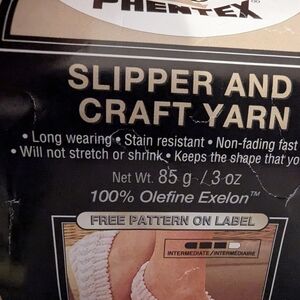 PHENTEX
SLIPPER AND
CRAFT YARN
• Long wearing • Stain resistant • Non-fading fast
• Will not stretch or shrink • Keeps the shape that yo
Net Wt. 85 g / 3 oz
100% Olefine Exelon™
FREE PATTERN ON LABEL
INTERMEDIATE/INTERMÉDIAIRE